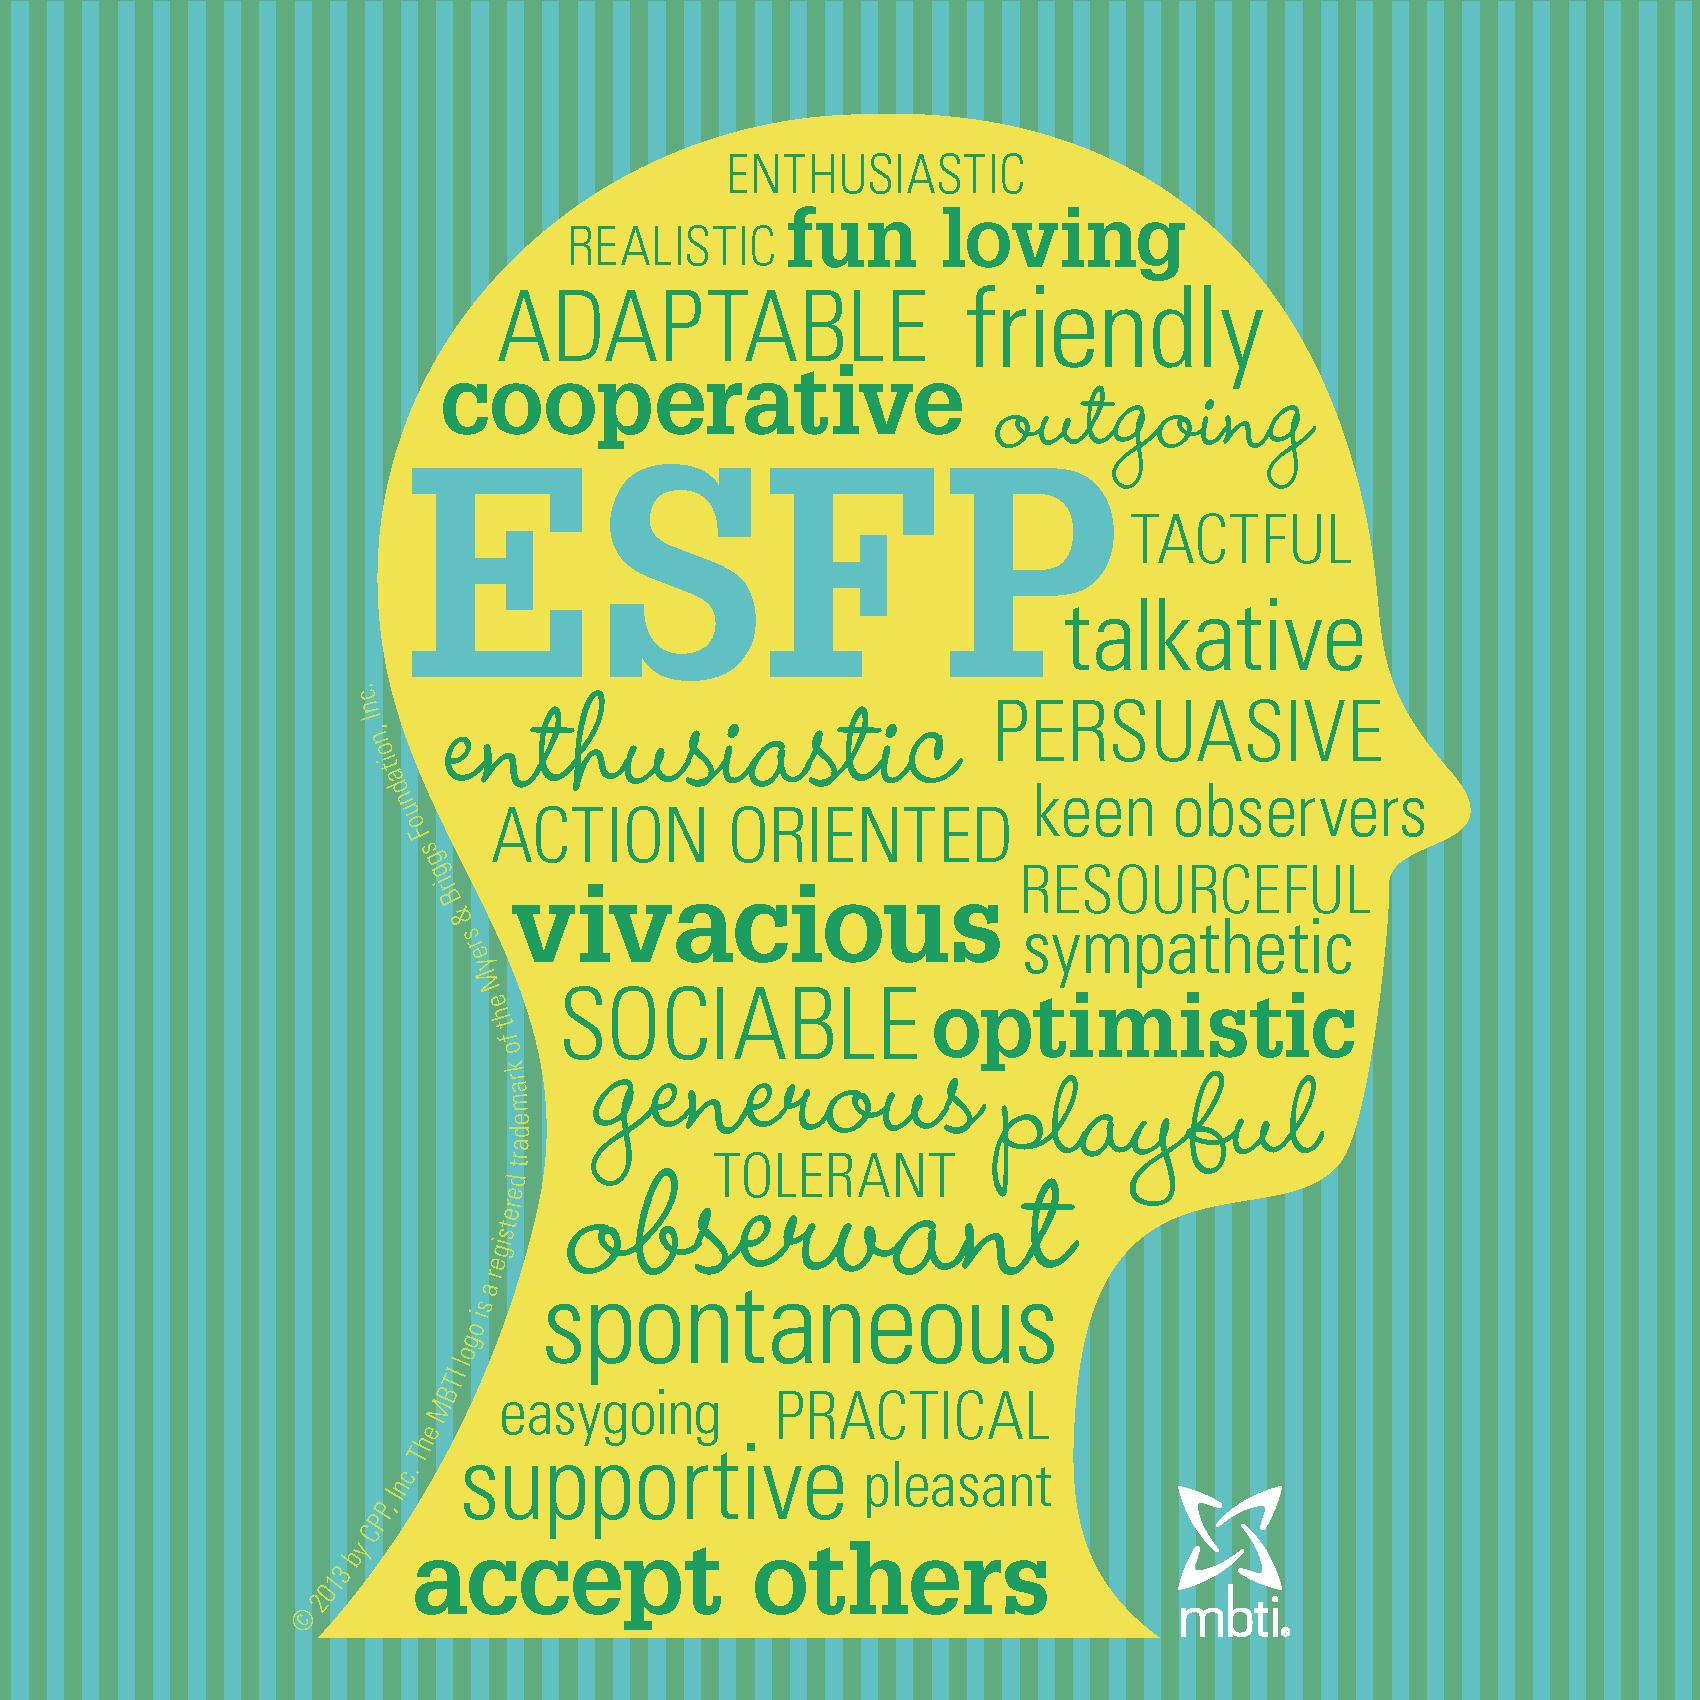 ENTHUSIASTIC
REALISTIC fun loving
ADAPTABLE friendly
cooperative outgoing
ESFP
TACTFUL
talkative
enthusiastic PERSUASIVE
ACTION ORIENTED keen observers
RESOURCEFUL
vivacious sympathetic
SOCIABLE optimistic
generous playful
TOLERANT
observant
spontaneous
easygoing PRACTICAL
supportive pleasant
accept others
mbti®
© 2013 by CPP, Inc. The MBTI logo is a registered trademark of the Myers & Briggs Foundation, Inc.